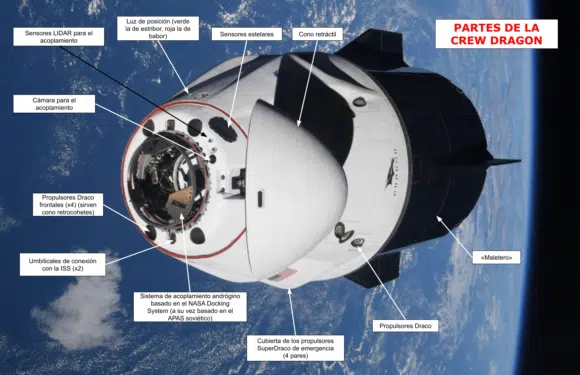 Luz de posición (verde
la de estribor, roja la de
babor)
Sensores LIDAR para el
acoplamiento
Sensores estelares
Cono retráctil
PARTES DE LA
CREW DRAGON
Cámara para el
acoplamiento
Propulsores Draco
frontales (x4) (sirven
cono retrocohetes)
Umbilicales de conexión
con la ISS (x2)
«Maletero»
Sistema de acoplamiento andrógino
basado en el NASA Docking
System (a su vez basado en el
APAS soviético)
Propulsores Draco
Cubierta de los propulsores
SuperDraco de emergencia
(4 pares)